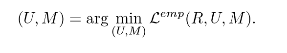 (U, M) = arg min_{(U,M)} ℒ^{emp}(R, U, M).